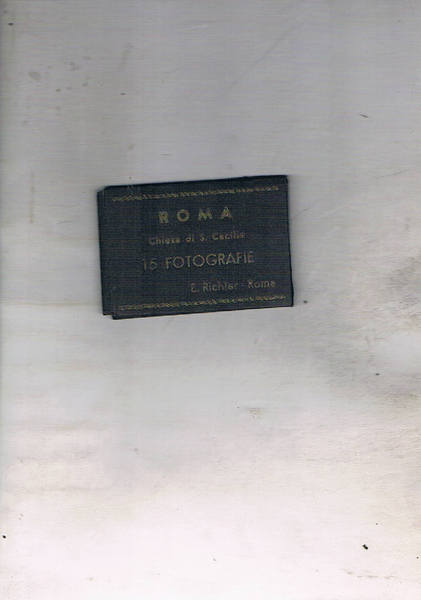 ROMA
Chiesa di S. Cecilia
15 FOTOGRAFIE
E. Richter - Roma